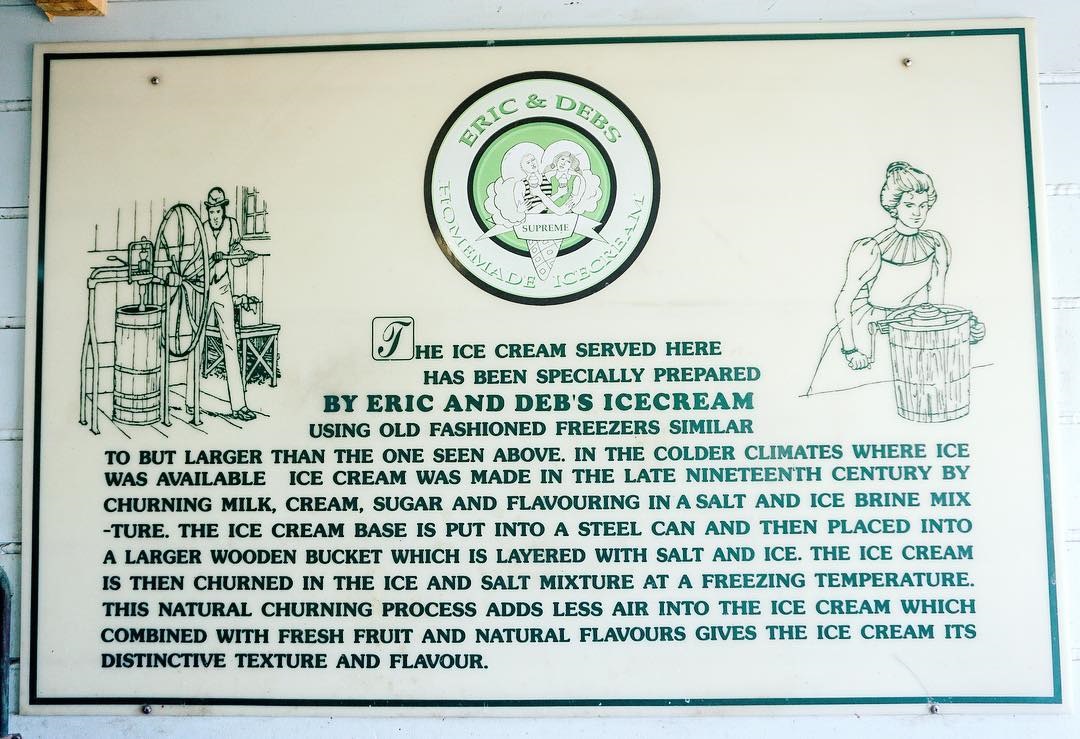 ERIC & DEBS
SUPREME
HOMEMADE ICECREAM
THE ICE CREAM SERVED HERE
HAS BEEN SPECIALLY PREPARED
BY ERIC AND DEB'S ICECREAM
USING OLD FASHIONED FREEZERS SIMILAR
TO BUT LARGER THAN THE ONE SEEN ABOVE. IN THE COLDER CLIMATES WHERE ICE
WAS AVAILABLE ICE CREAM WAS MADE IN THE LATE NINETEENTH CENTURY BY
CHURNING MILK, CREAM, SUGAR AND FLAVOURING IN A SALT AND ICE BRINE MIX
-TURE. THE ICE CREAM BASE IS PUT INTO A STEEL CAN AND THEN PLACED INTO
A LARGER WOODEN BUCKET WHICH IS LAYERED WITH SALT AND ICE. THE ICE CREAM
IS THEN CHURNED IN THE ICE AND SALT MIXTURE AT A FREEZING TEMPERATURE.
THIS NATURAL CHURNING PROCESS ADDS LESS AIR INTO THE ICE CREAM WHICH
COMBINED WITH FRESH FRUIT AND NATURAL FLAVOURS GIVES THE ICE CREAM ITS
DISTINCTIVE TEXTURE AND FLAVOUR.